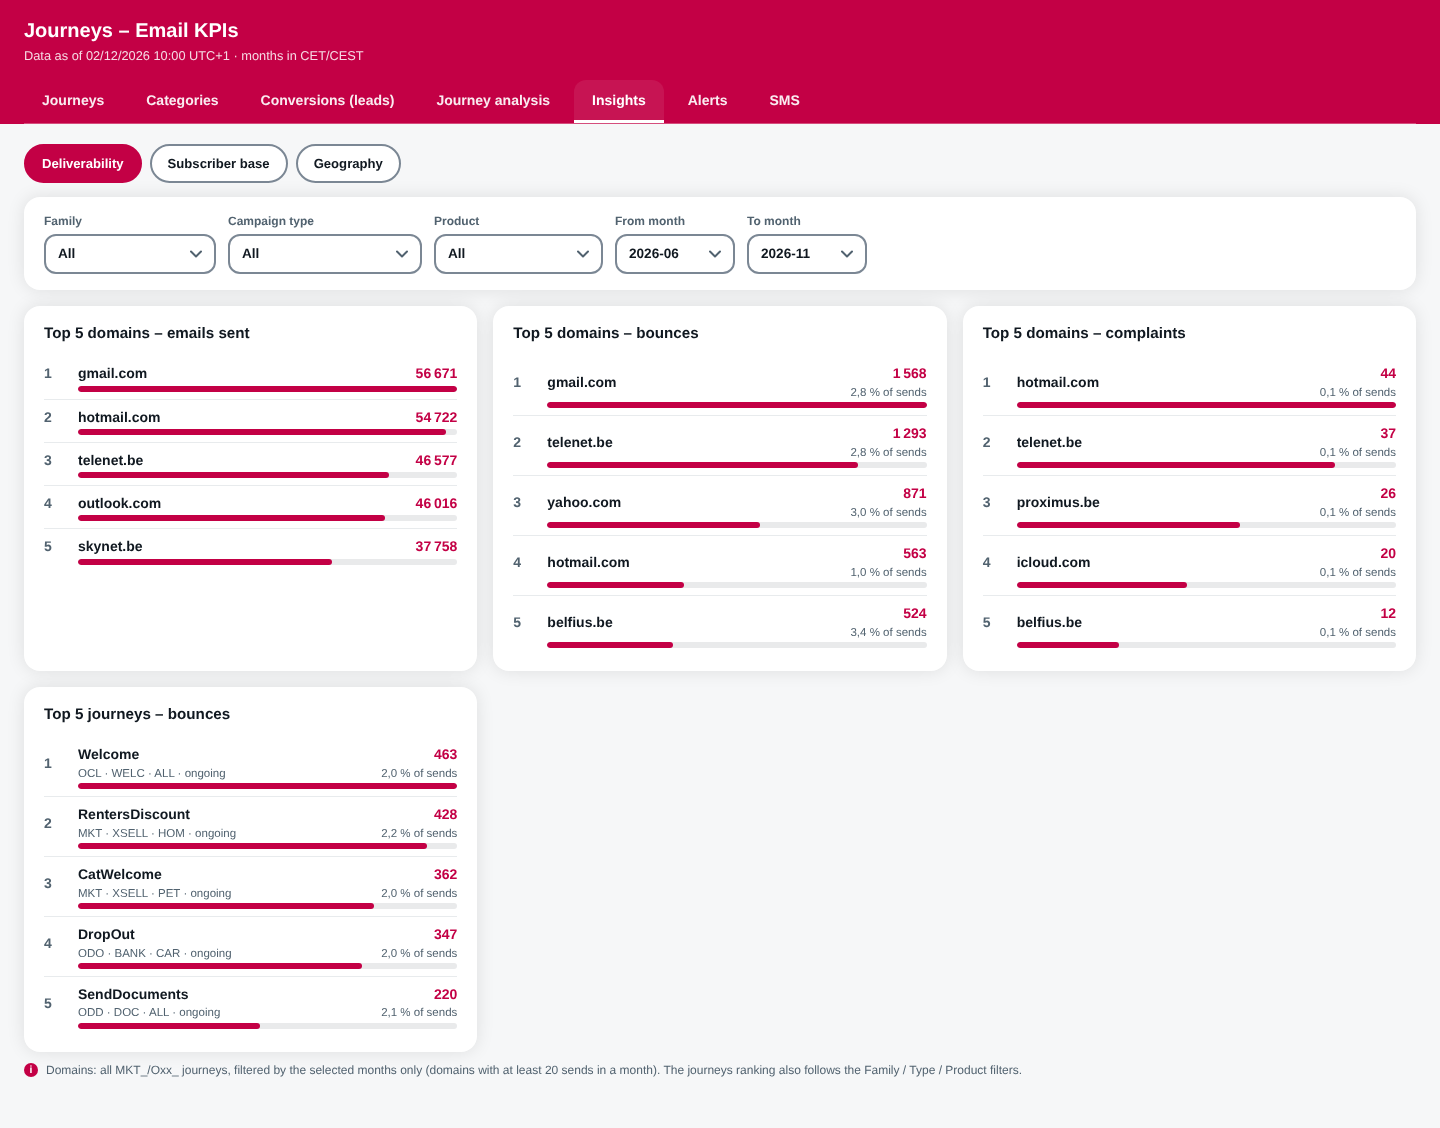 Journeys – Email KPIs
Data as of 02/12/2026 10:00 UTC+1 · months in CET/CEST
Journeys Categories Conversions (leads) Journey analysis Insights Alerts SMS
Deliverability Subscriber base Geography
Family Campaign type Product From month To month
All All All 2026-06 2026-11
Top 5 domains – emails sent
1 gmail.com 56 671
2 hotmail.com 54 722
3 telenet.be 46 577
4 outlook.com 46 016
5 skynet.be 37 758
Top 5 domains – bounces
1 gmail.com 1 568
2,8 % of sends
2 telenet.be 1 293
2,8 % of sends
3 yahoo.com 871
3,0 % of sends
4 hotmail.com 563
1,0 % of sends
5 belfius.be 524
3,4 % of sends
Top 5 domains – complaints
1 hotmail.com 44
0,1 % of sends
2 telenet.be 37
0,1 % of sends
3 proximus.be 26
0,1 % of sends
4 icloud.com 20
0,1 % of sends
5 belfius.be 12
0,1 % of sends
Top 5 journeys – bounces
1 Welcome 463
OCL · WELC · ALL · ongoing 2,0 % of sends
2 RentersDiscount 428
MKT · XSELL · HOM · ongoing 2,2 % of sends
3 CatWelcome 362
MKT · XSELL · PET · ongoing 2,0 % of sends
4 DropOut 347
ODO · BANK · CAR · ongoing 2,0 % of sends
5 SendDocuments 220
ODD · DOC · ALL · ongoing 2,1 % of sends
i Domains: all MKT_/Oxx_ journeys, filtered by the selected months only (domains with at least 20 sends in a month). The journeys ranking also follows the Family / Type / Product filters.